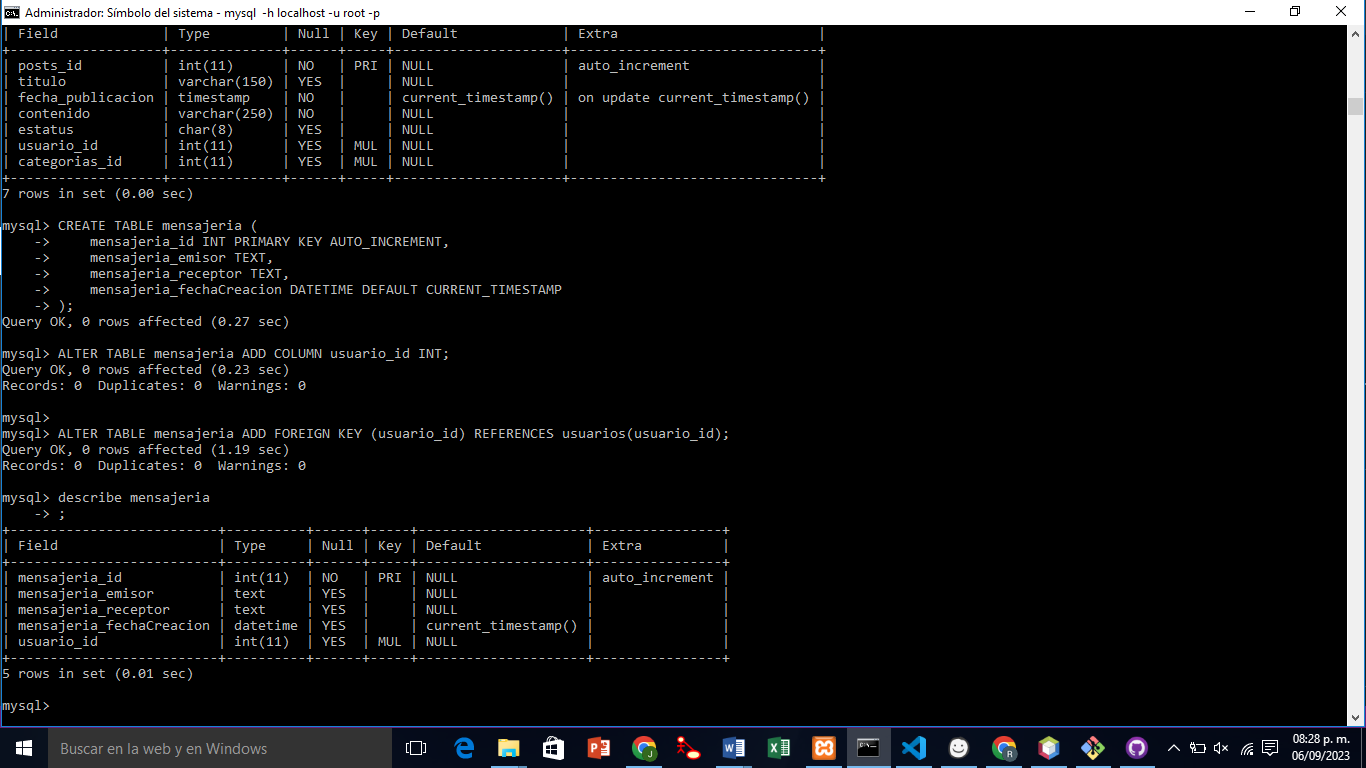 Administrador: Símbolo del sistema - mysql  -h localhost -u root -p
| Field             | Type         | Null | Key | Default             | Extra                         |
+-------------------+--------------+------+-----+---------------------+-------------------------------+
| posts_id          | int(11)      | NO   | PRI | NULL                | auto_increment                |
| titulo            | varchar(150) | YES  |     | NULL                |                               |
| fecha_publicacion | timestamp    | NO   |     | current_timestamp() | on update current_timestamp() |
| contenido         | varchar(250) | NO   |     | NULL                |                               |
| estatus           | char(8)      | YES  |     | NULL                |                               |
| usuario_id        | int(11)      | YES  | MUL | NULL                |                               |
| categorias_id     | int(11)      | YES  | MUL | NULL                |                               |
+-------------------+--------------+------+-----+---------------------+-------------------------------+
7 rows in set (0.00 sec)
mysql> CREATE TABLE mensajeria (
    ->     mensajeria_id INT PRIMARY KEY AUTO_INCREMENT,
    ->     mensajeria_emisor TEXT,
    ->     mensajeria_receptor TEXT,
    ->     mensajeria_fechaCreacion DATETIME DEFAULT CURRENT_TIMESTAMP
    -> );
Query OK, 0 rows affected (0.27 sec)
mysql> ALTER TABLE mensajeria ADD COLUMN usuario_id INT;
Query OK, 0 rows affected (0.23 sec)
Records: 0  Duplicates: 0  Warnings: 0
mysql>
mysql> ALTER TABLE mensajeria ADD FOREIGN KEY (usuario_id) REFERENCES usuarios(usuario_id);
Query OK, 0 rows affected (1.19 sec)
Records: 0  Duplicates: 0  Warnings: 0
mysql> describe mensajeria
    -> ;
+--------------------------+----------+------+-----+---------------------+----------------+
| Field                    | Type     | Null | Key | Default             | Extra          |
+--------------------------+----------+------+-----+---------------------+----------------+
| mensajeria_id            | int(11)  | NO   | PRI | NULL                | auto_increment |
| mensajeria_emisor        | text     | YES  |     | NULL                |                |
| mensajeria_receptor      | text     | YES  |     | NULL                |                |
| mensajeria_fechaCreacion | datetime | YES  |     | current_timestamp() |                |
| usuario_id               | int(11)  | YES  | MUL | NULL                |                |
+--------------------------+----------+------+-----+---------------------+----------------+
5 rows in set (0.01 sec)
mysql>
Buscar en la web y en Windows
08:28 p. m.
06/09/2023